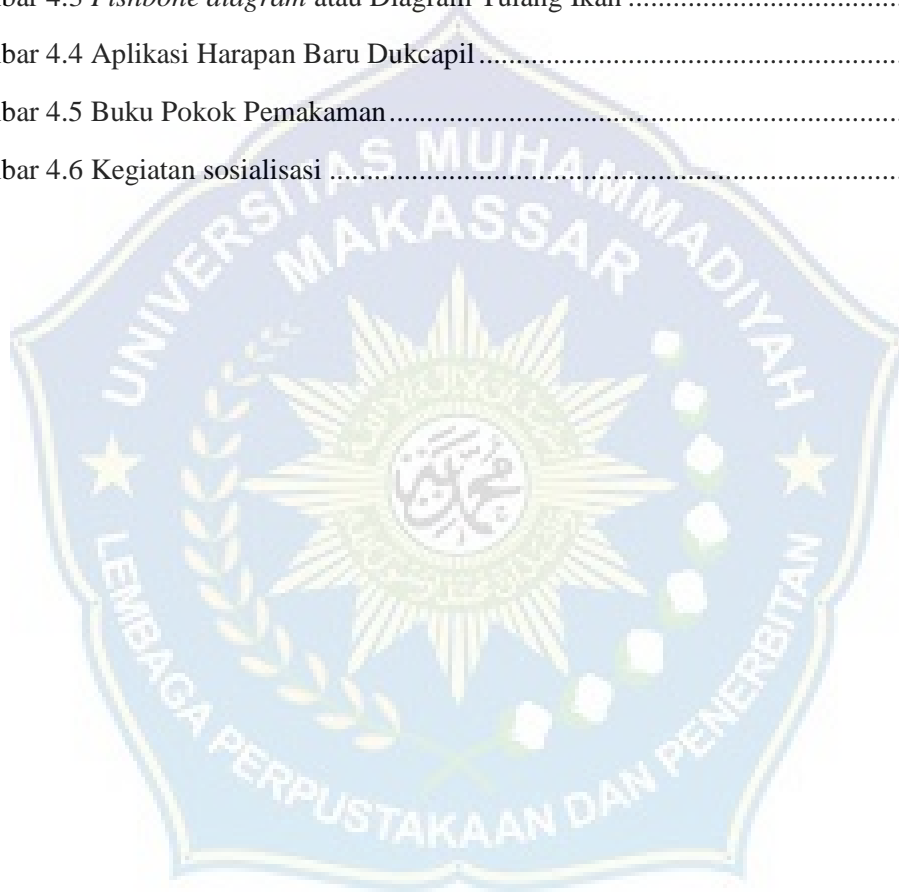 bar 4.3 Fishbone diagram atau Diagram Tulang Ikan ..........
bar 4.4 Aplikasi Harapan Baru Dukcapil ..........
bar 4.5 Buku Pokok Pemakaman ..........
bar 4.6 Kegiatan sosialisasi ..........
UNIVERSITAS MUHAMMADIYAH
MAKASSAR
محمدية
LEMBAGA PERPUSTAKAAN DAN PENERBITAN